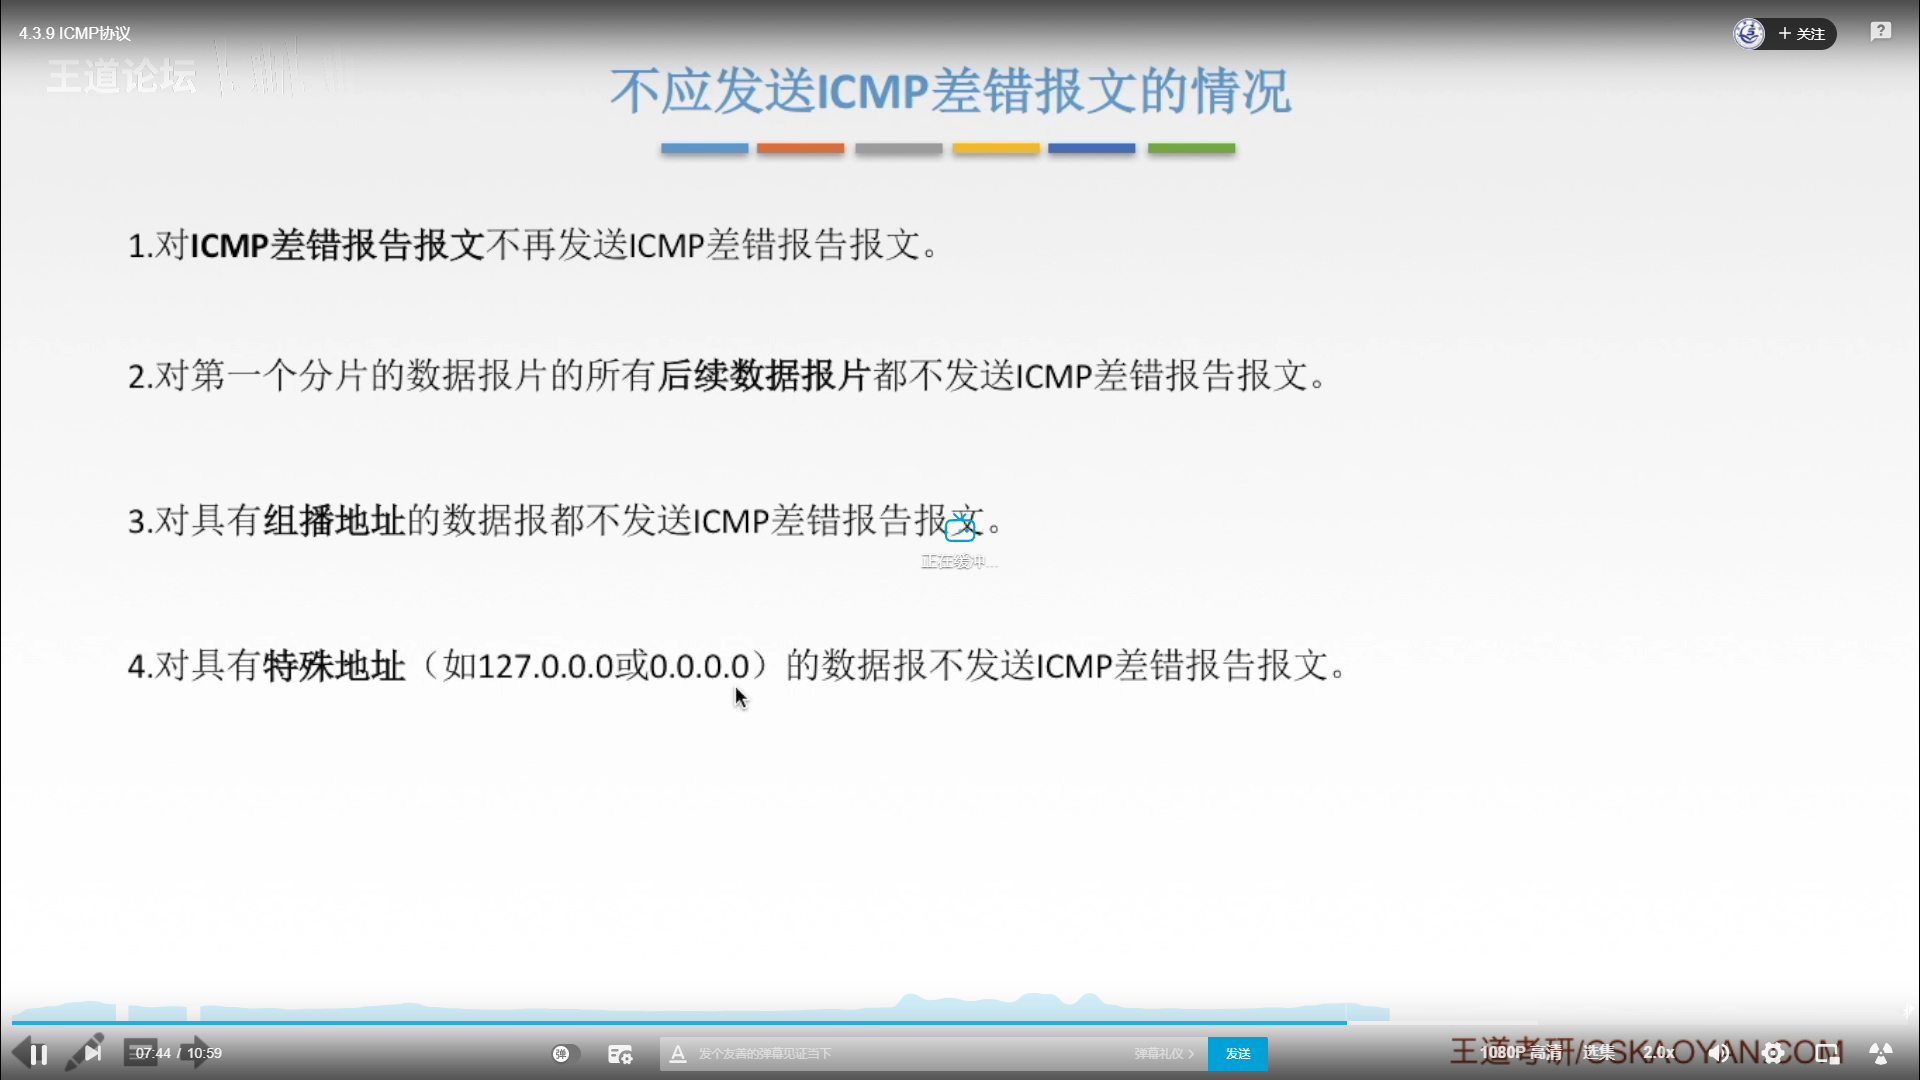 4.3.9 ICMP协议
+ 关注
王道论坛
不应发送ICMP差错报文的情况
1.对ICMP差错报告报文不再发送ICMP差错报告报文。
2.对第一个分片的数据报片的所有后续数据报片都不发送ICMP差错报告报文。
3.对具有组播地址的数据报都不发送ICMP差错报告报文。
正在缓冲...
4.对具有特殊地址（如127.0.0.0或0.0.0.0）的数据报不发送ICMP差错报告报文。
07:44 / 10:59
弹
A 发个友善的弹幕见证当下
弹幕礼仪 >
发送
王道考研/CSKAOYAN.COM
1080P 高清
选集
2.0x